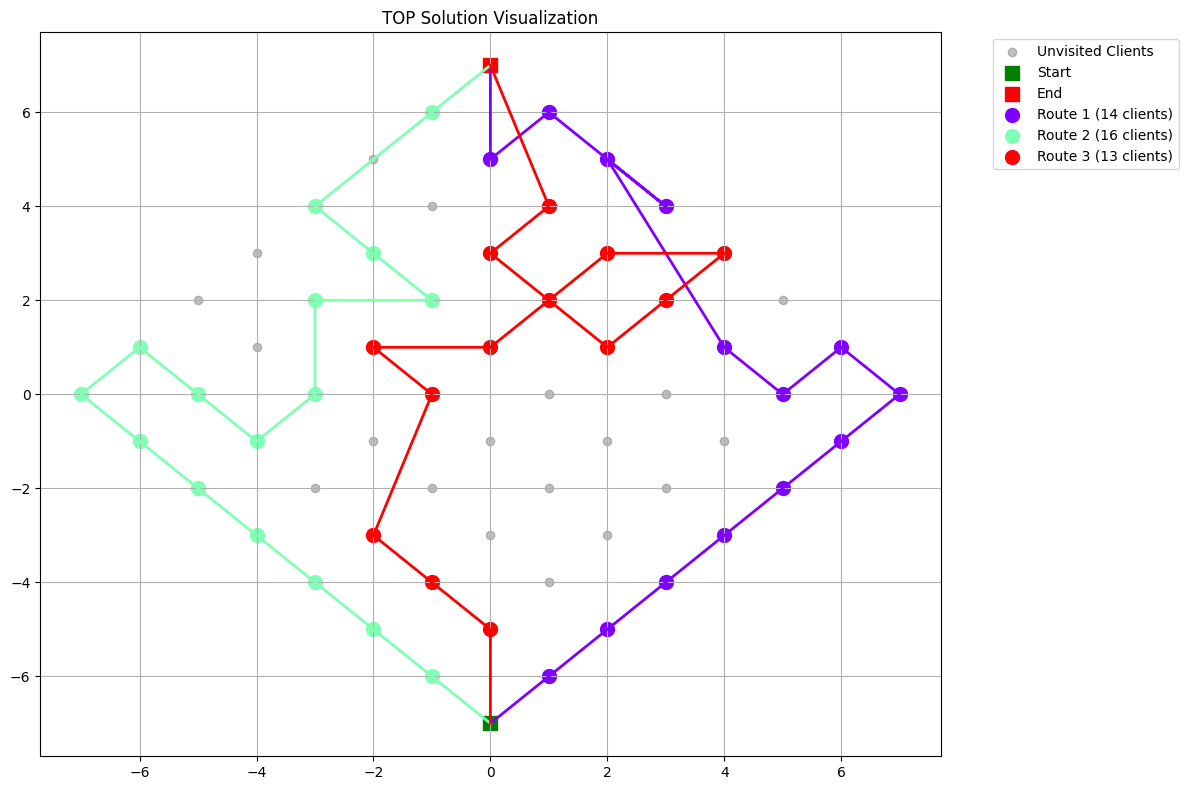 TOP Solution Visualization
Unvisited Clients
Start
End
Route 1 (14 clients)
Route 2 (16 clients)
Route 3 (13 clients)
6
4
2
0
−2
−4
−6
−6 −4 −2 0 2 4 6